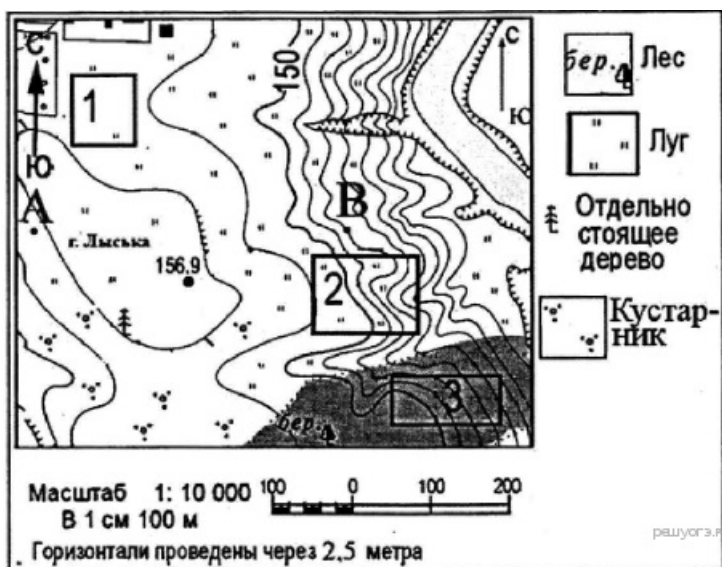 С
Ю
1
А
г. Лыська
156,9
150
В
2
3
бер.
С
Ю
бер.
Лес
Луг
Отдельно
стоящее
дерево
Кустар-
ник
Масштаб 1: 10 000
В 1 см 100 м
100 0 100 200
Горизонтали проведены через 2,5 метра